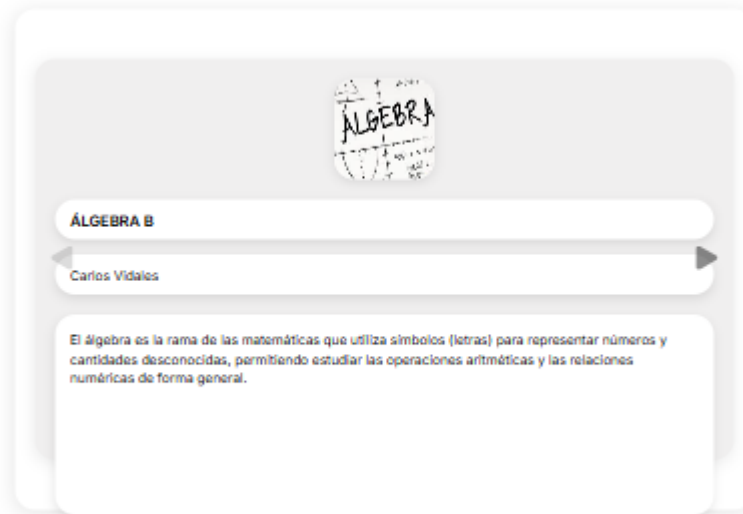 ÁLGEBRA
ÁLGEBRA B
Carlos Vidales
El álgebra es la rama de las matemáticas que utiliza símbolos (letras) para representar números y
cantidades desconocidas, permitiendo estudiar las operaciones aritméticas y las relaciones
numéricas de forma general.